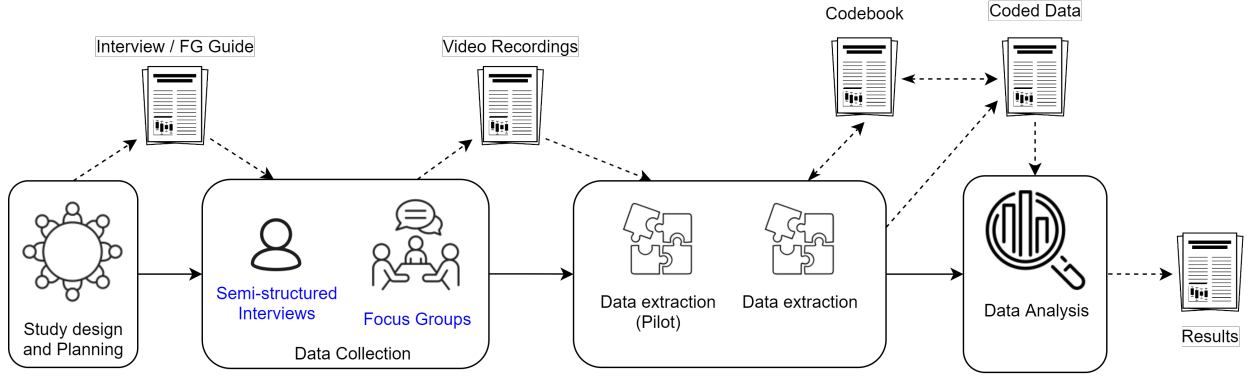 Codebook
Coded Data
Interview / FG Guide
Video Recordings
Semi-structured
Interviews
Focus Groups
Data extraction
(Pilot)
Data extraction
Data Analysis
Study design
and Planning
Data Collection
Results